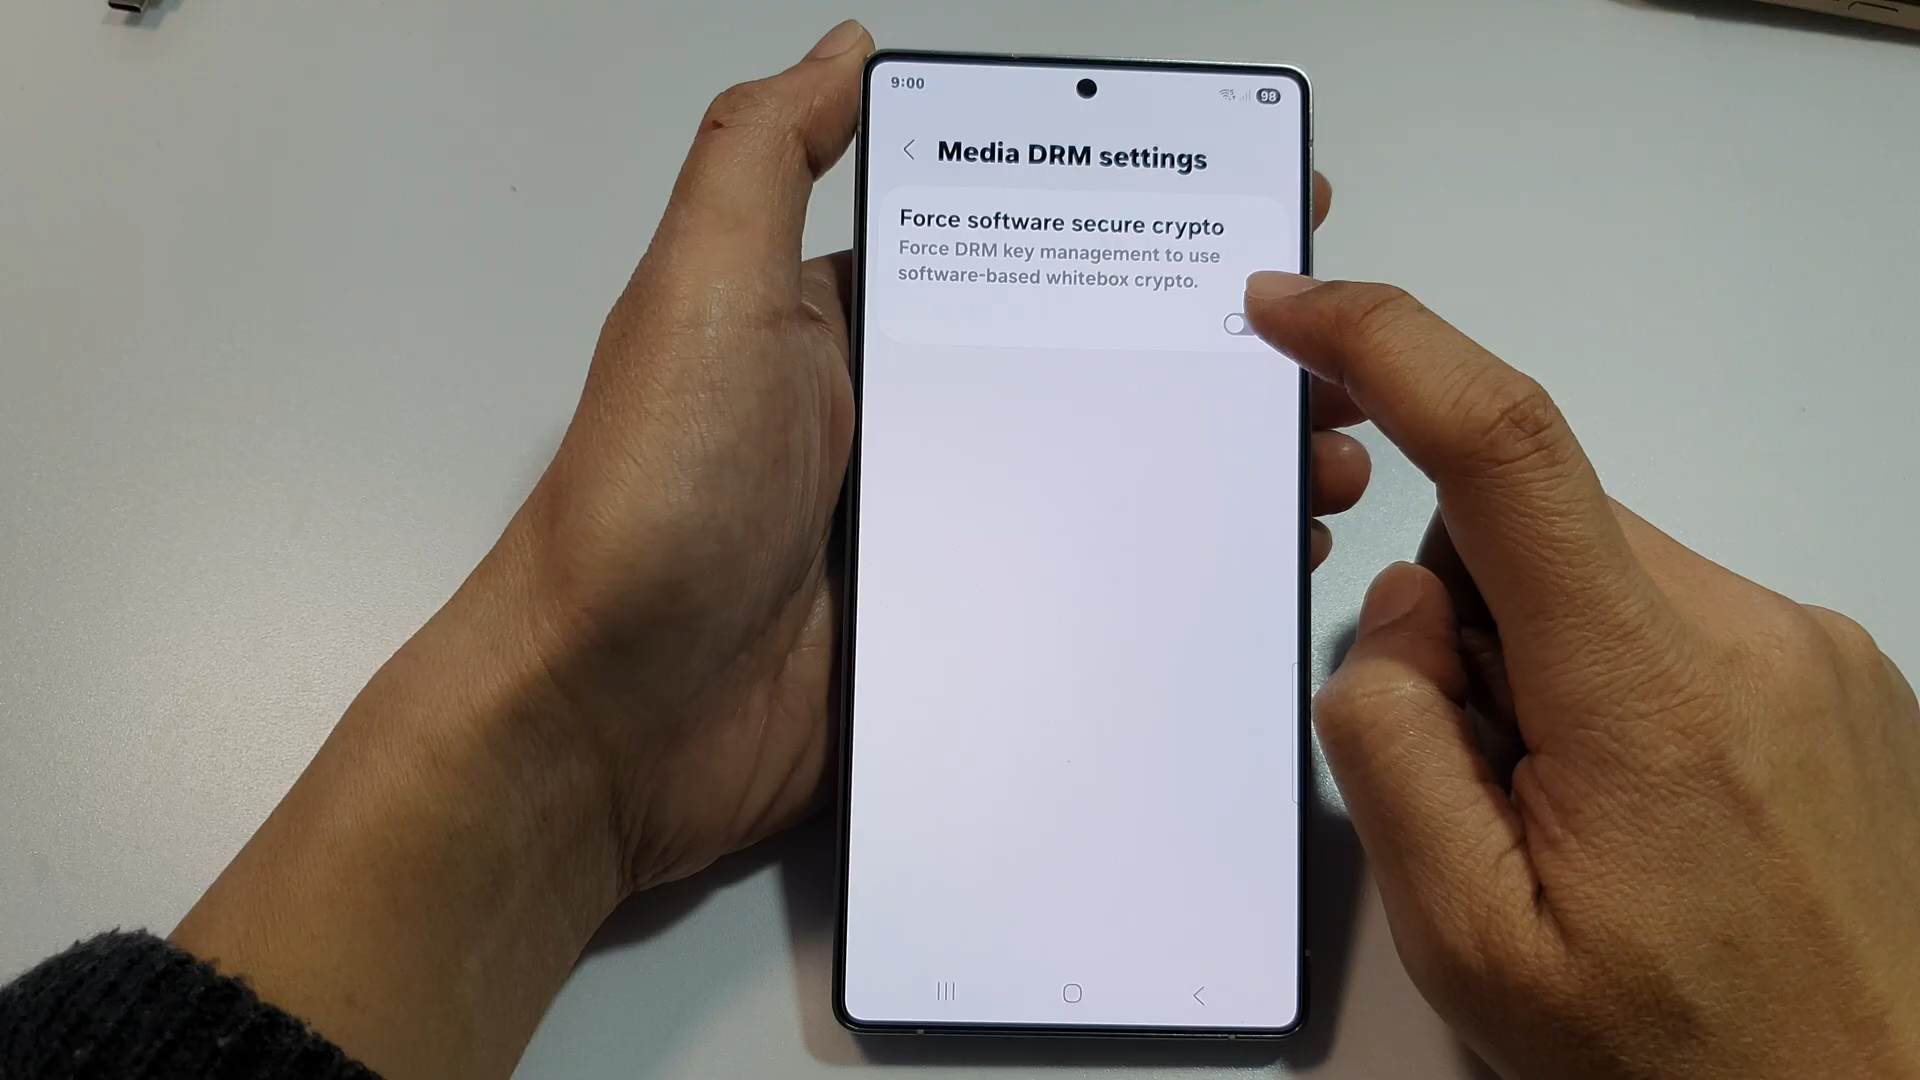 9:00
98
Media DRM settings
Force software secure crypto
Force DRM key management to use
software-based whitebox crypto.